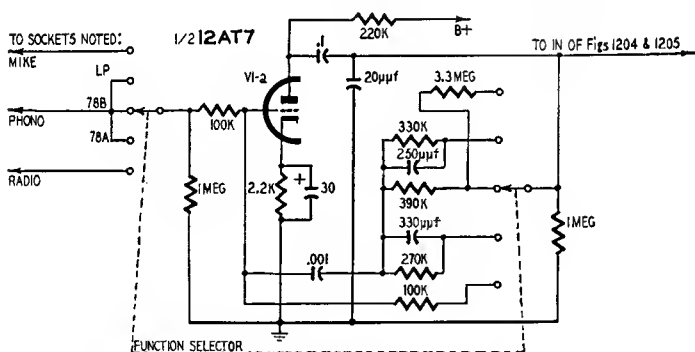 TO SOCKETS NOTED:
MIKE
LP
78B
PHONO
78A
RADIO
1/2 12AT7
V1-a
100K
1MEG
2.2K
+
30
220K
B+
.1
20µµf
TO IN OF Figs 1204 & 1205
3.3MEG
330K
250µµf
390K
330µµf
270K
100K
.001
1MEG
FUNCTION SELECTOR